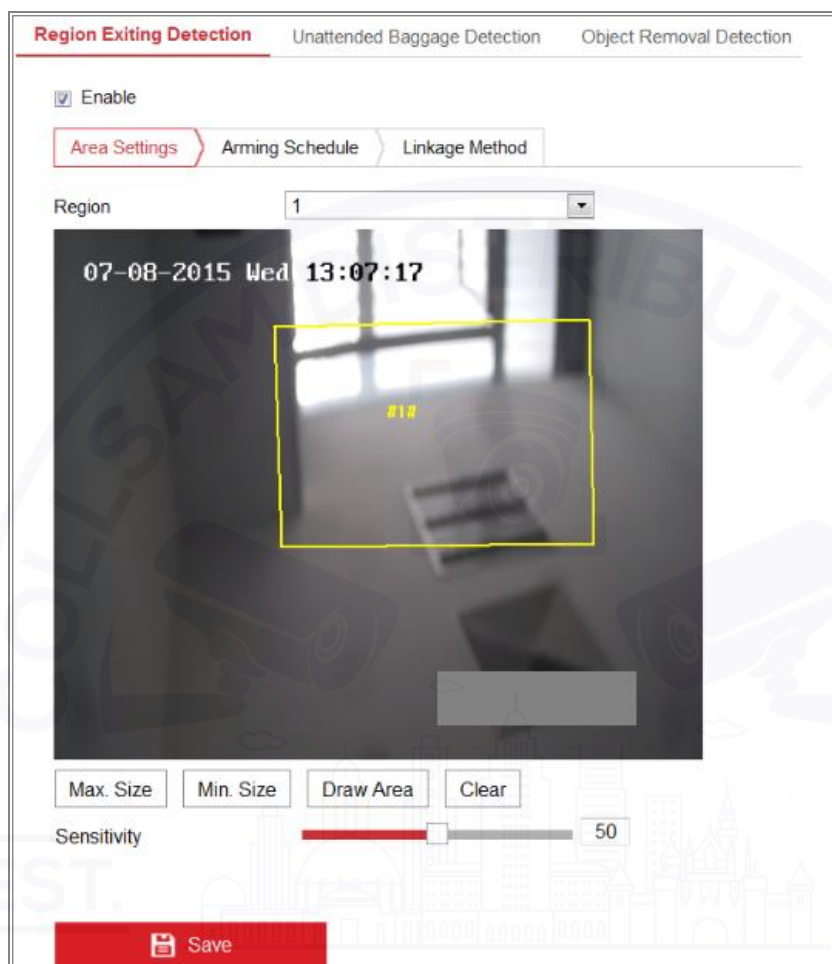 Region Exiting Detection Unattended Baggage Detection Object Removal Detection
Enable
Area Settings Arming Schedule Linkage Method
Region 1
07-08-2015 Wed 13:07:17
#1#
Max. Size Min. Size Draw Area Clear
Sensitivity 50
Save
EST.